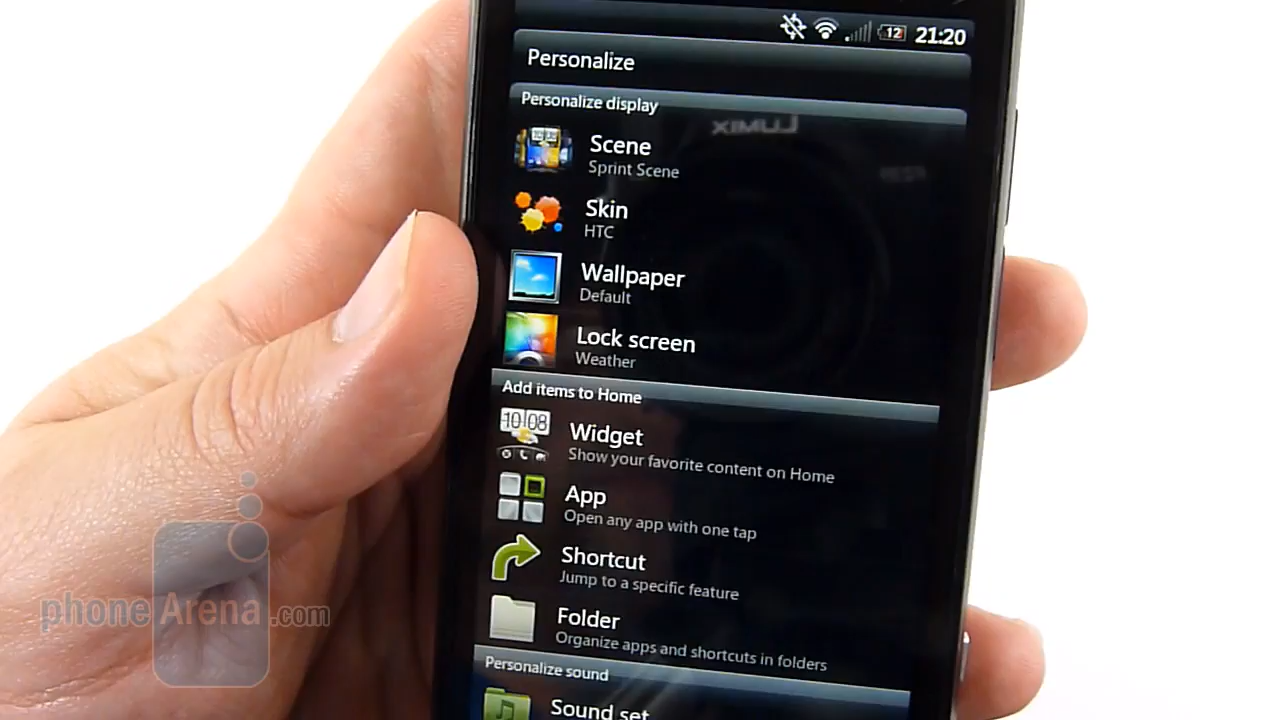 12 21:20
Personalize
Personalize display
LUMIX
Scene
Sprint Scene
Skin
HTC
Wallpaper
Default
Lock screen
Weather
Add items to Home
10 08
Widget
Show your favorite content on Home
App
Open any app with one tap
Shortcut
Jump to a specific feature
Folder
Organize apps and shortcuts in folders
Personalize sound
Sound set
phoneArena.com